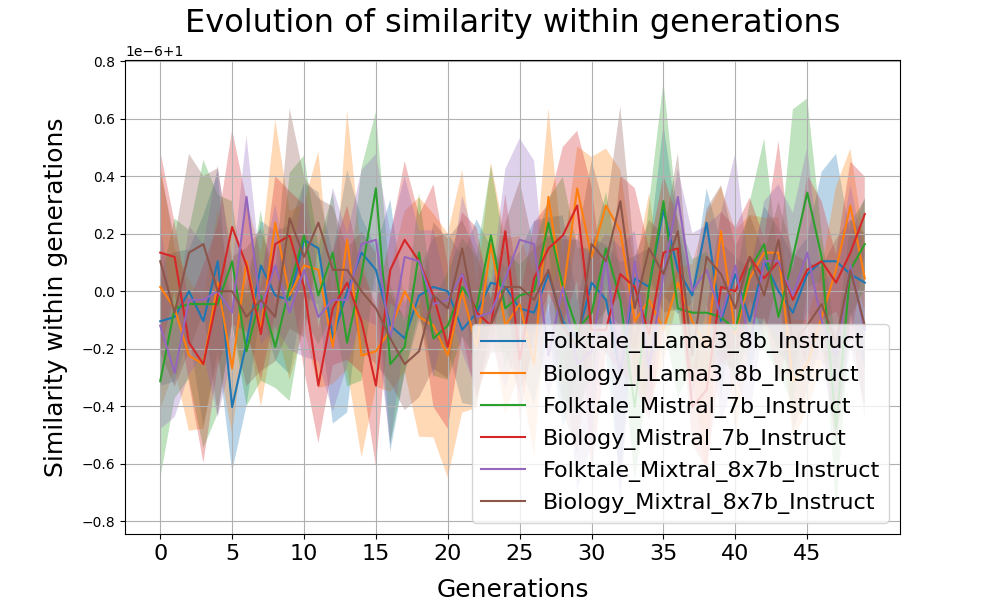 Evolution of similarity within generations
1e−6+1
0.8
0.6
0.4
0.2
0.0
−0.2
−0.4
−0.6
−0.8
Similarity within generations
Folktale_LLama3_8b_Instruct
Biology_LLama3_8b_Instruct
Folktale_Mistral_7b_Instruct
Biology_Mistral_7b_Instruct
Folktale_Mixtral_8x7b_Instruct
Biology_Mixtral_8x7b_Instruct
0 5 10 15 20 25 30 35 40 45
Generations